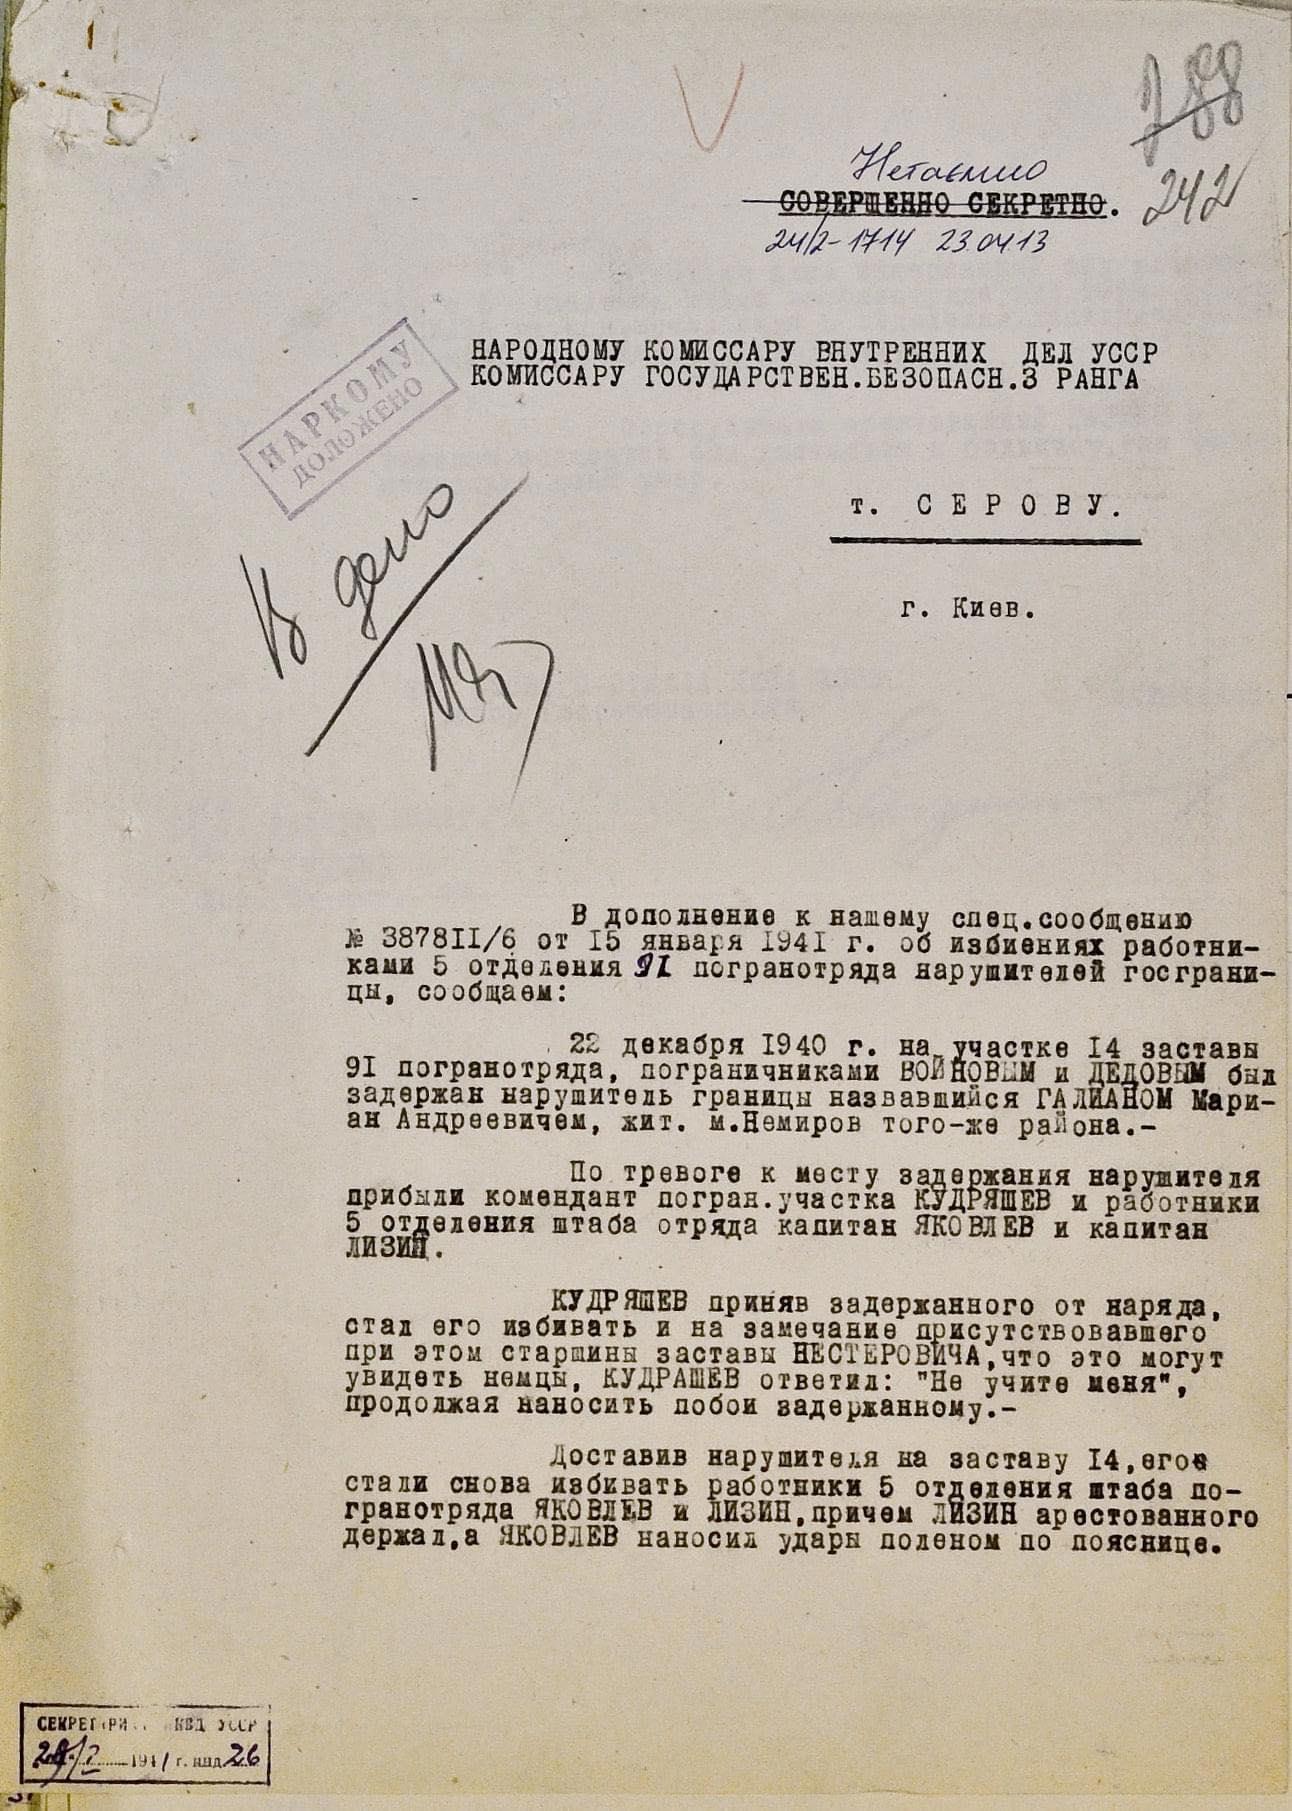 188
Нетаємно
СОВЕРШЕННО СЕКРЕТНО.
242
24/2-1714 23.04.13
НАРКОМУ
ДОЛОЖЕНО
НАРОДНОМУ КОМИССАРУ ВНУТРЕННИХ ДЕЛ УССР
КОМИССАРУ ГОСУДАРСТВЕН.БЕЗОПАСН.3 РАНГА
т. СЕРОВУ.
г. Киев.
В дело
В дополнение к нашему спец.сообщению
№ 387811/6 от 15 января 1941 г. об избиениях работни-
ками 5 отделения 91 погранотряда нарушителей госграни-
цы, сообщаем:
22 декабря 1940 г. на участке 14 заставы
91 погранотряда, пограничниками ВОЙНОВЫМ и ДЕДОВЫМ был
задержан нарушитель границы назвавшийся ГАЛИАНОМ Мари-
ан Андреевичем, жит. м.Немиров того-же района.-
По тревоге к месту задержания нарушителя
прибыли комендант погран.участка КУДРЯШЕВ и работники
5 отделения штаба отряда капитан ЯКОВЛЕВ и капитан
ЛИЗИН.
КУДРЯШЕВ приняв задержанного от наряда,
стал его избивать и на замечание присутствовавшего
при этом старшины заставы НЕСТЕРОВИЧА,что это могут
увидеть немцы, КУДРАШЕВ ответил: "Не учите меня",
продолжая наносить побои задержанному.-
Доставив нарушителя на заставу 14,его
стали снова избивать работники 5 отделения штаба по-
гранотряда ЯКОВЛЕВ и ЛИЗИН,причем ЛИЗИН арестованного
держал,а ЯКОВЛЕВ наносил удары поленом по пояснице.
СЕКРЕТАРИАТ НКВД УССР
1941 г. вхд 26